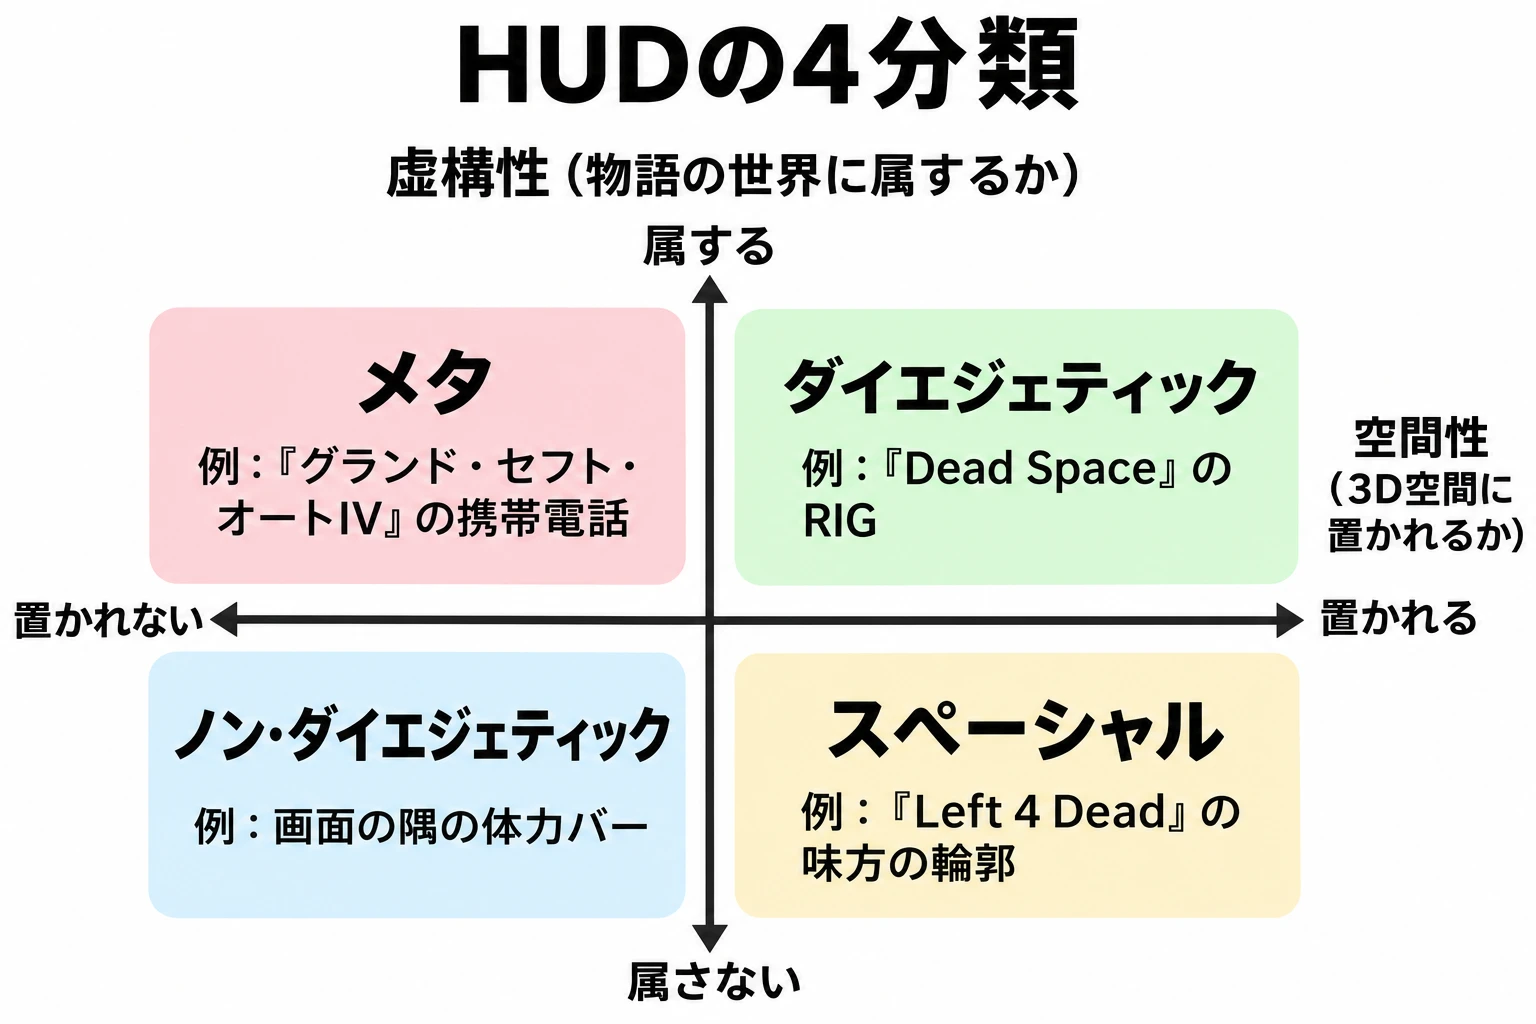 HUDの4分類
虚構性（物語の世界に属するか）
属する
メタ
例：『グランド・セフト・
オートIV』の携帯電話
ダイエジェティック
例：『Dead Space』の
RIG
空間性
（3D空間に
置かれるか）
置かれない
置かれる
ノン・ダイエジェティック
例：画面の隅の体力バー
スペーシャル
例：『Left 4 Dead』の
味方の輪郭
属さない